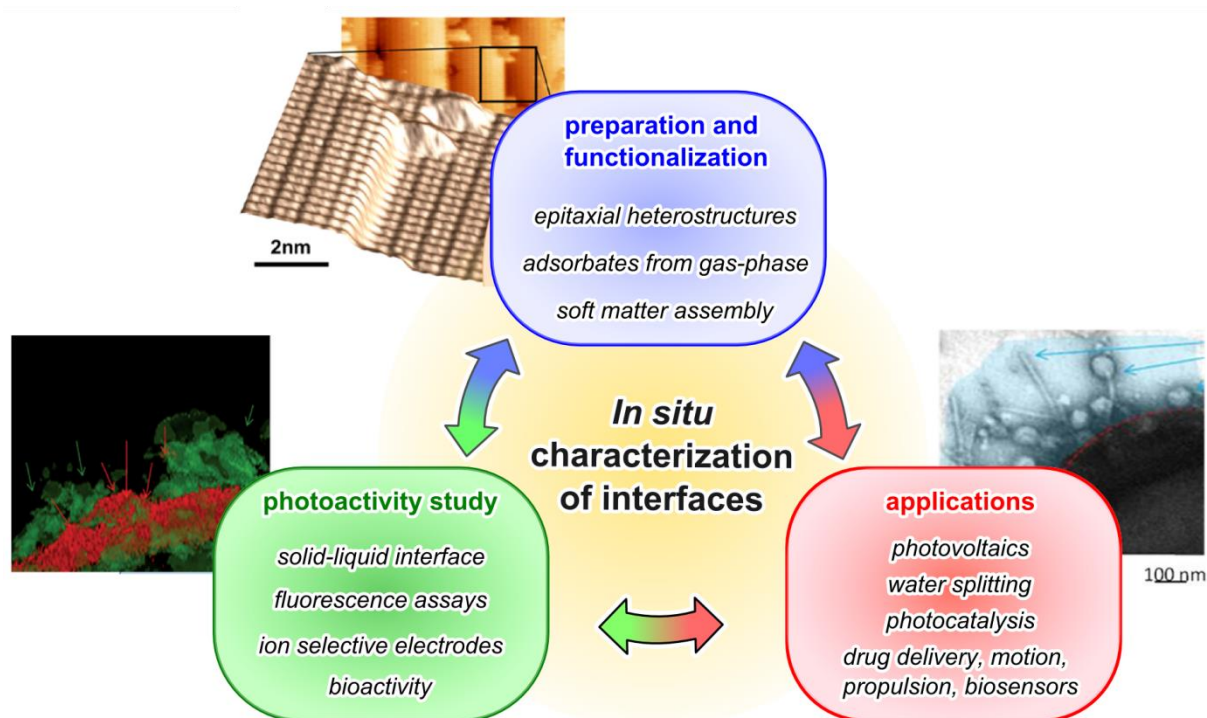 preparation and
functionalization
epitaxial heterostructures
adsorbates from gas-phase
soft matter assembly
2nm
In situ
characterization
of interfaces
photoactivity study
solid-liquid interface
fluorescence assays
ion selective electrodes
bioactivity
applications
photovoltaics
water splitting
photocatalysis
drug delivery, motion,
propulsion, biosensors
100 nm